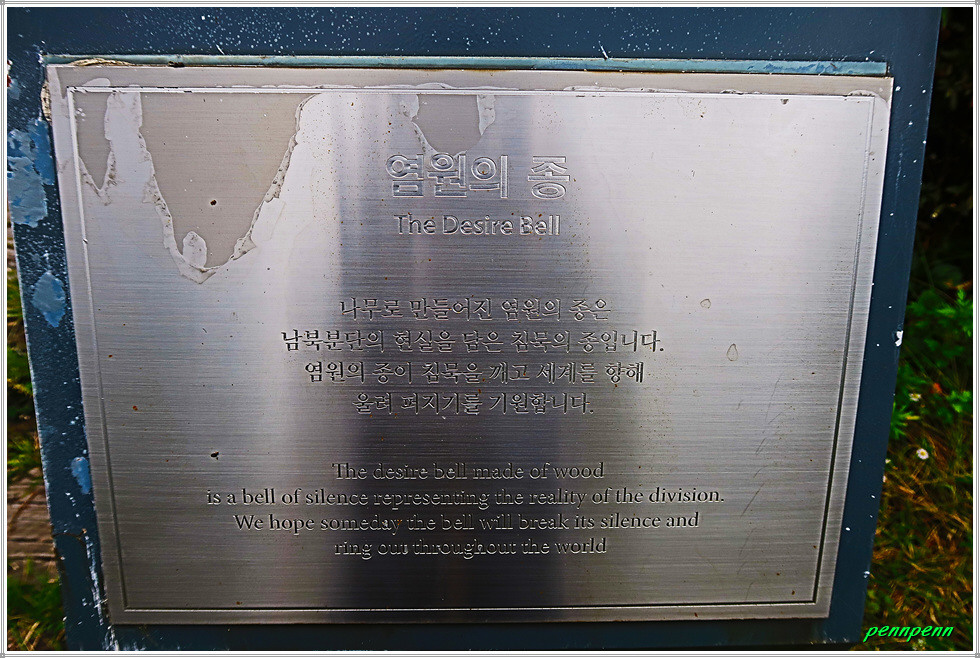 염원의 종
The Desire Bell
나무로 만들어진 염원의 종은
남북분단의 현실을 담은 침묵의 종입니다.
염원의 종이 침묵을 깨고 세계를 향해
울려 퍼지기를 기원합니다.
The desire bell made of wood
is a bell of silence representing the reality of the division.
We hope someday the bell will break its silence and
ring out throughout the world
pennpenn